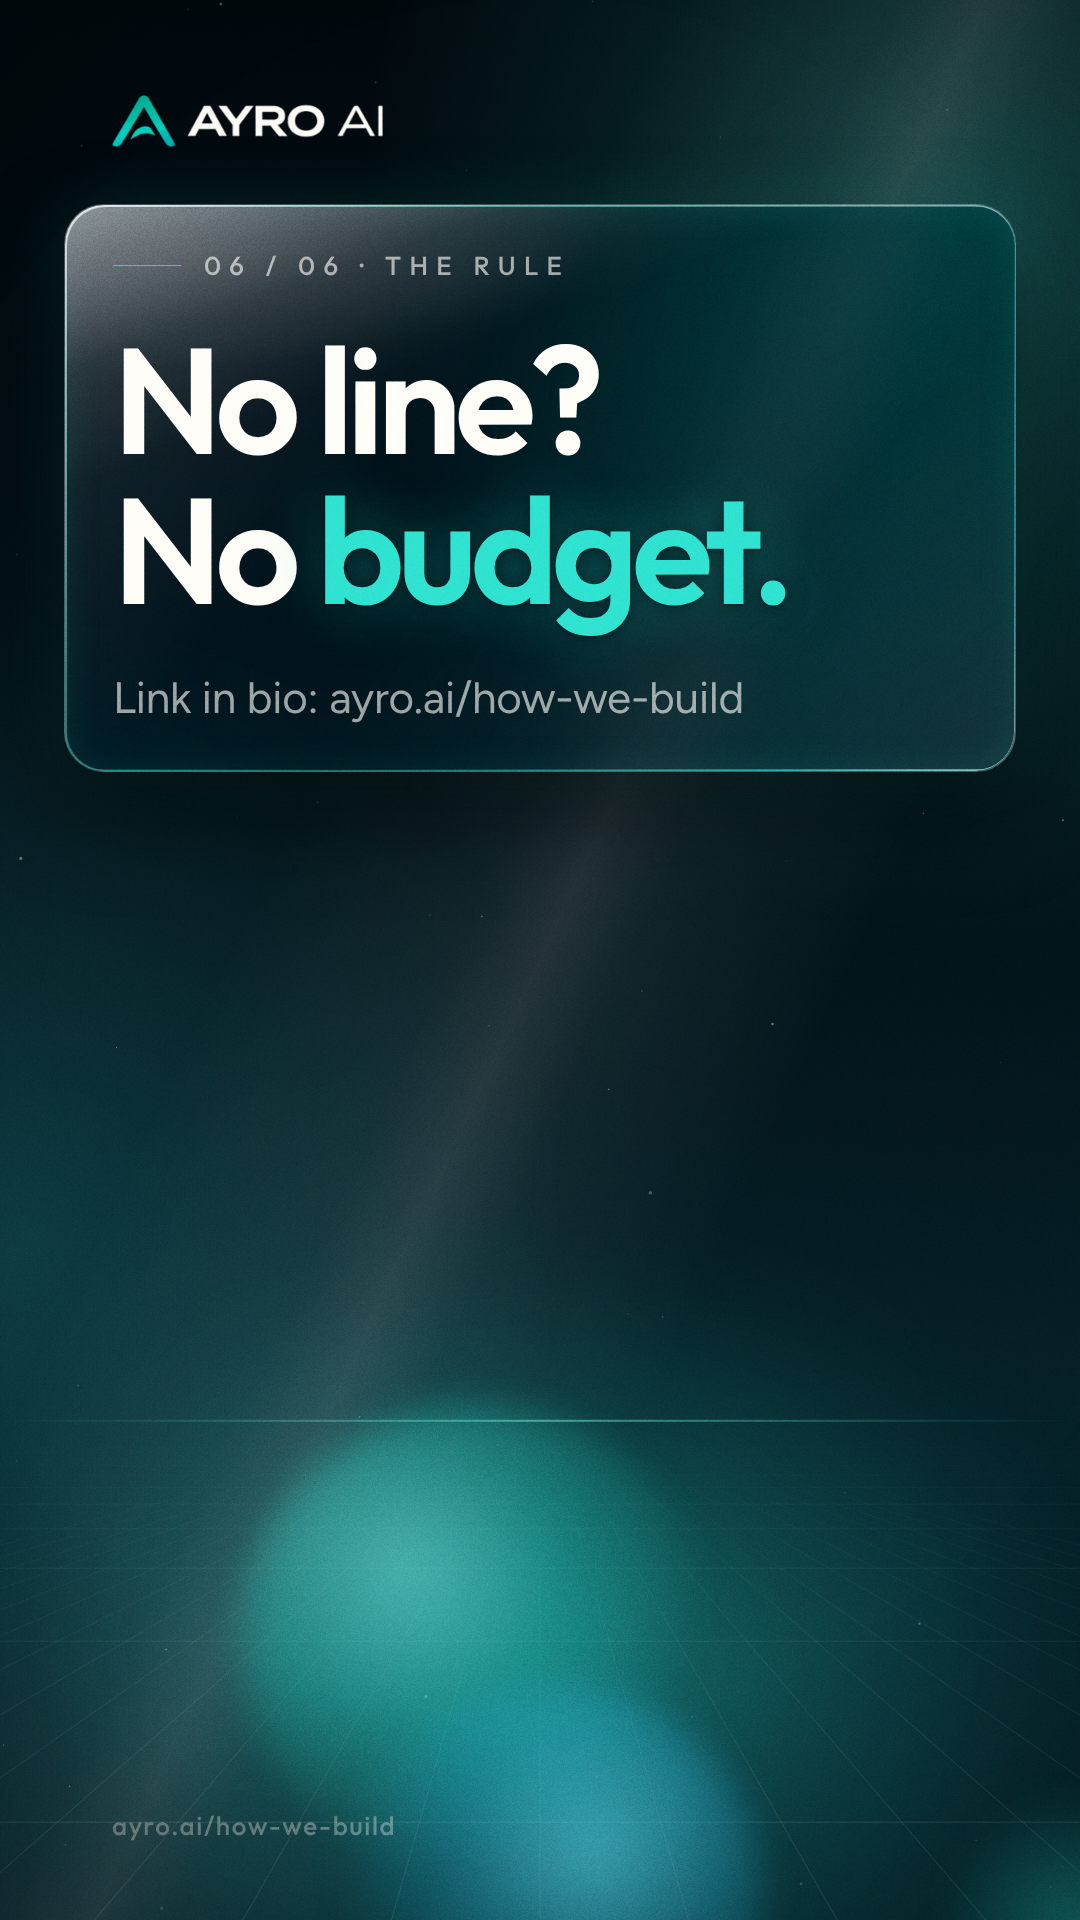 AYRO AI
06 / 06 · THE RULE
No line?
No budget.
Link in bio: ayro.ai/how-we-build
ayro.ai/how-we-build